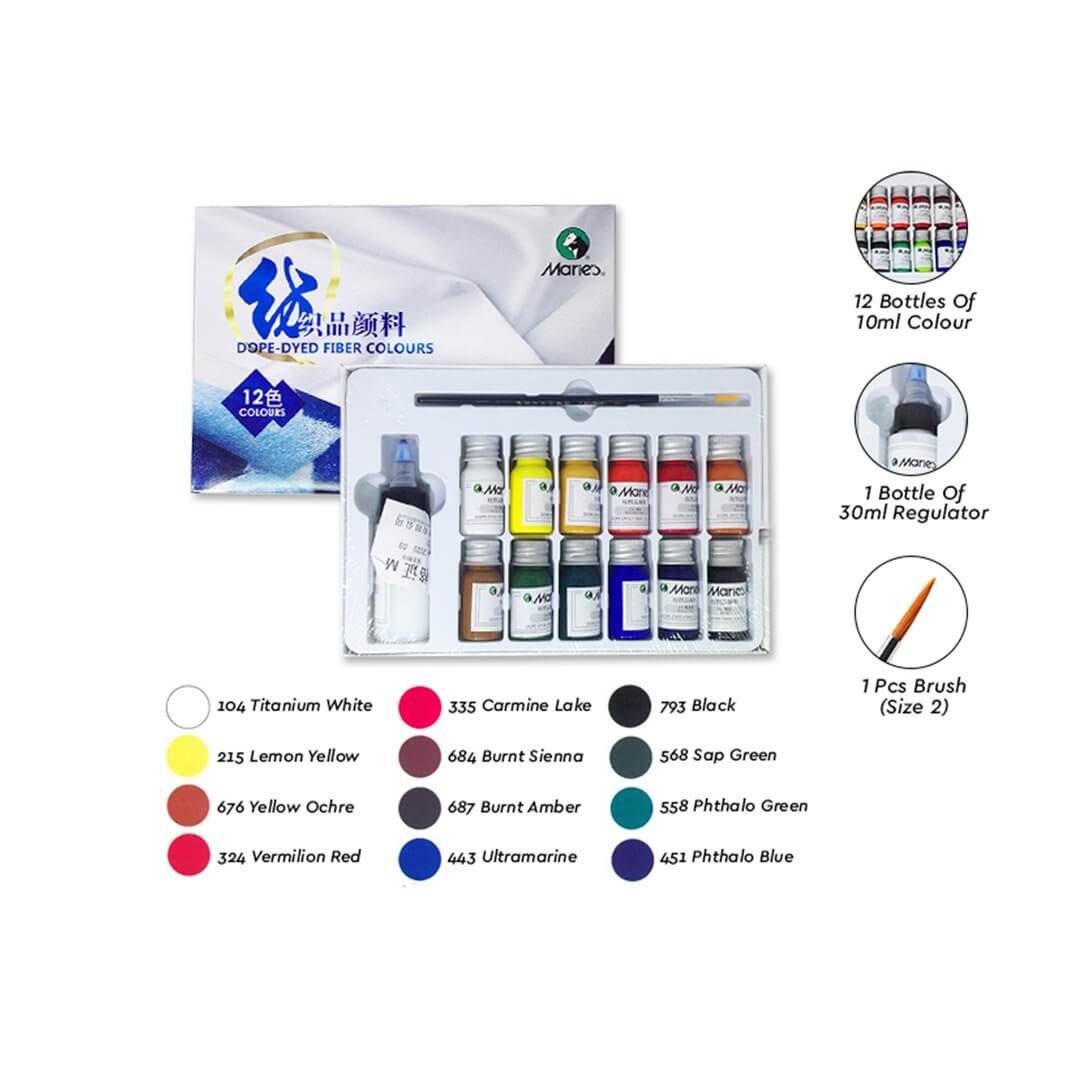 Marie's
纺织品颜料
DOPE-DYED FIBER COLOURS
12色
COLOURS
12 Bottles Of
10ml Colour
1 Bottle Of
30ml Regulator
1 Pcs Brush
(Size 2)
Marie's
104 Titanium White
335 Carmine Lake
793 Black
215 Lemon Yellow
684 Burnt Sienna
568 Sap Green
676 Yellow Ochre
687 Burnt Amber
558 Phthalo Green
324 Vermilion Red
443 Ultramarine
451 Phthalo Blue